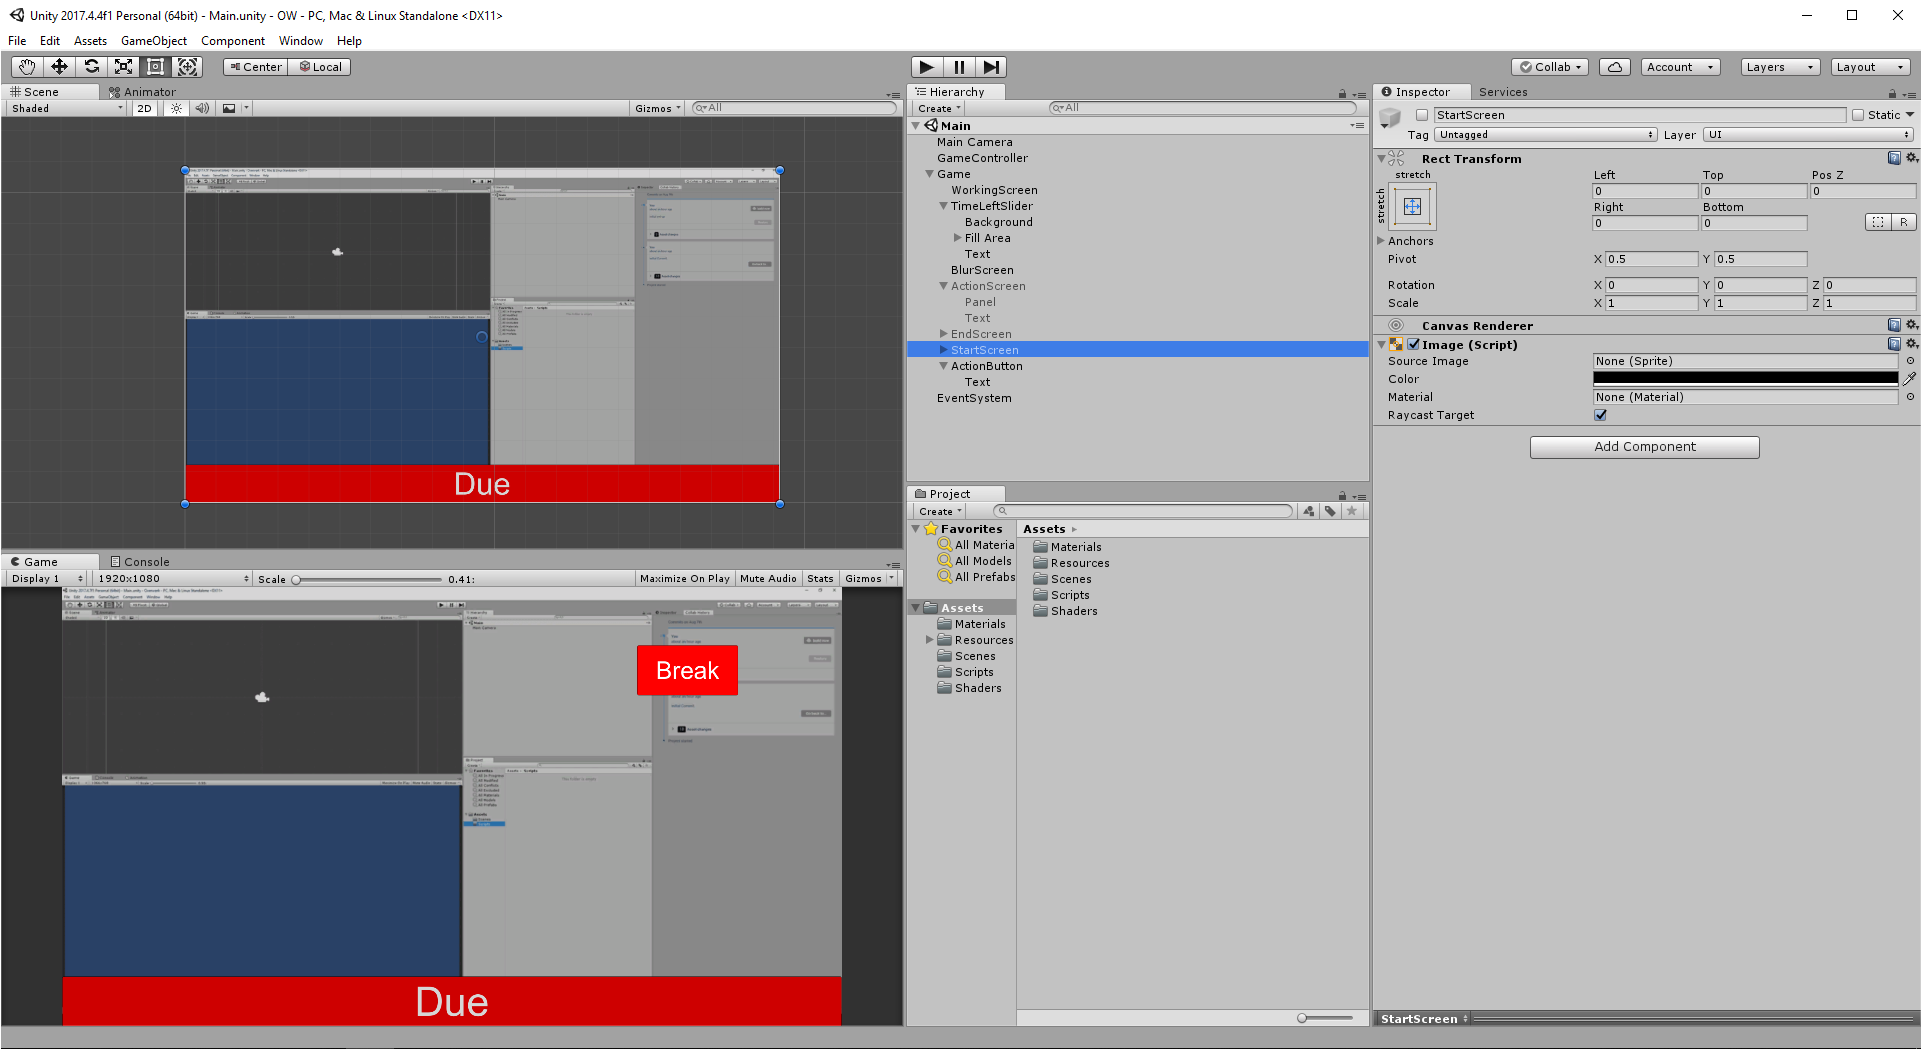 Unity 2017.4.4f1 Personal (64bit) - Main.unity - OW - PC, Mac & Linux Standalone <DX11>
File Edit Assets GameObject Component Window Help
Center Local Collab Account Layers Layout
Scene Animator
Shaded 2D Gizmos All
Due
Game Console
Display 1 1920x1080 Scale 0.41: Maximize On Play Mute Audio Stats Gizmos
Break
Due
Hierarchy
Create All
Main
Main Camera
GameController
Game
WorkingScreen
TimeLeftSlider
Background
Fill Area
Text
BlurScreen
ActionScreen
Panel
Text
EndScreen
StartScreen
ActionButton
Text
EventSystem
Project
Create
Favorites
All Materia
All Models
All Prefabs
Assets
Materials
Resources
Scenes
Scripts
Shaders
Assets
Materials
Resources
Scenes
Scripts
Shaders
Inspector Services
StartScreen Static
Tag Untagged Layer UI
Rect Transform
stretch Left Top Pos Z
stretch 0 0 0
Right Bottom
0 0 R
Anchors
Pivot X 0.5 Y 0.5
Rotation X 0 Y 0 Z 0
Scale X 1 Y 1 Z 1
Canvas Renderer
Image (Script)
Source Image None (Sprite)
Color
Material None (Material)
Raycast Target
Add Component
StartScreen